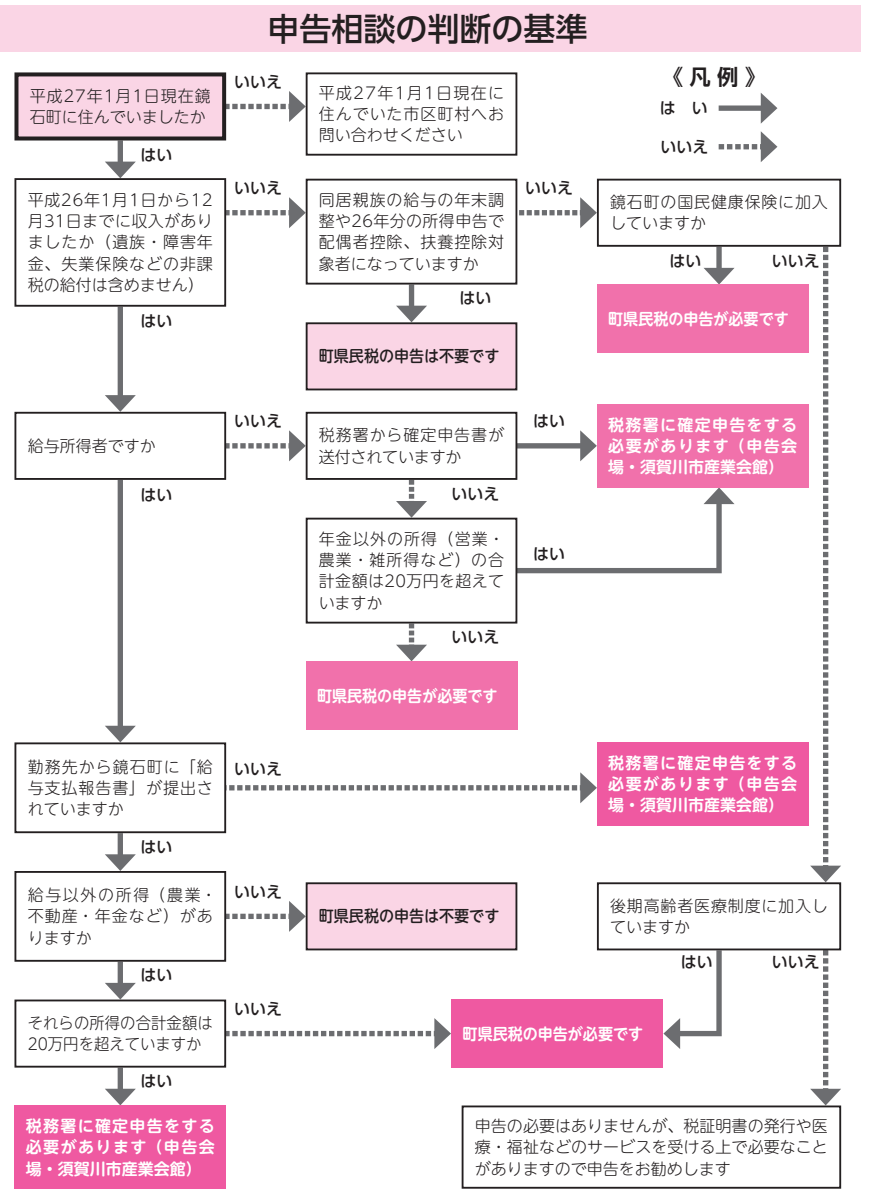 申告相談の判断の基準
《 凡 例 》
は い
いいえ
平成27年1月1日現在鏡
石町に住んでいましたか
いいえ
平成27年1月1日現在に
住んでいた市区町村へお
問い合わせください
はい
平成26年1月1日から12
月31日までに収入があり
ましたか（遺族・障害年
金、失業保険などの非課
税の給付は含めません）
いいえ
同居親族の給与の年末調
整や26年分の所得申告で
配偶者控除、扶養控除対
象者になっていますか
いいえ
鏡石町の国民健康保険に加入
していますか
はい
いいえ
町県民税の申告が必要です
はい
町県民税の申告は不要です
はい
給与所得者ですか
いいえ
税務署から確定申告書が
送付されていますか
はい
税務署に確定申告をする
必要があります（申告会
場・須賀川市産業会館）
いいえ
年金以外の所得（営業・
農業・雑所得など）の合
計金額は20万円を超えて
いますか
はい
いいえ
町県民税の申告が必要です
はい
勤務先から鏡石町に「給
与支払報告書」が提出さ
れていますか
いいえ
税務署に確定申告をする
必要があります（申告会
場・須賀川市産業会館）
はい
給与以外の所得（農業・
不動産・年金など）があ
りますか
いいえ
町県民税の申告は不要です
後期高齢者医療制度に加入し
ていますか
はい
いいえ
はい
それらの所得の合計金額は
20万円を超えていますか
いいえ
町県民税の申告が必要です
はい
税務署に確定申告をする
必要があります（申告会
場・須賀川市産業会館）
申告の必要はありませんが、税証明書の発行や医
療・福祉などのサービスを受ける上で必要なこと
がありますので申告をお勧めします